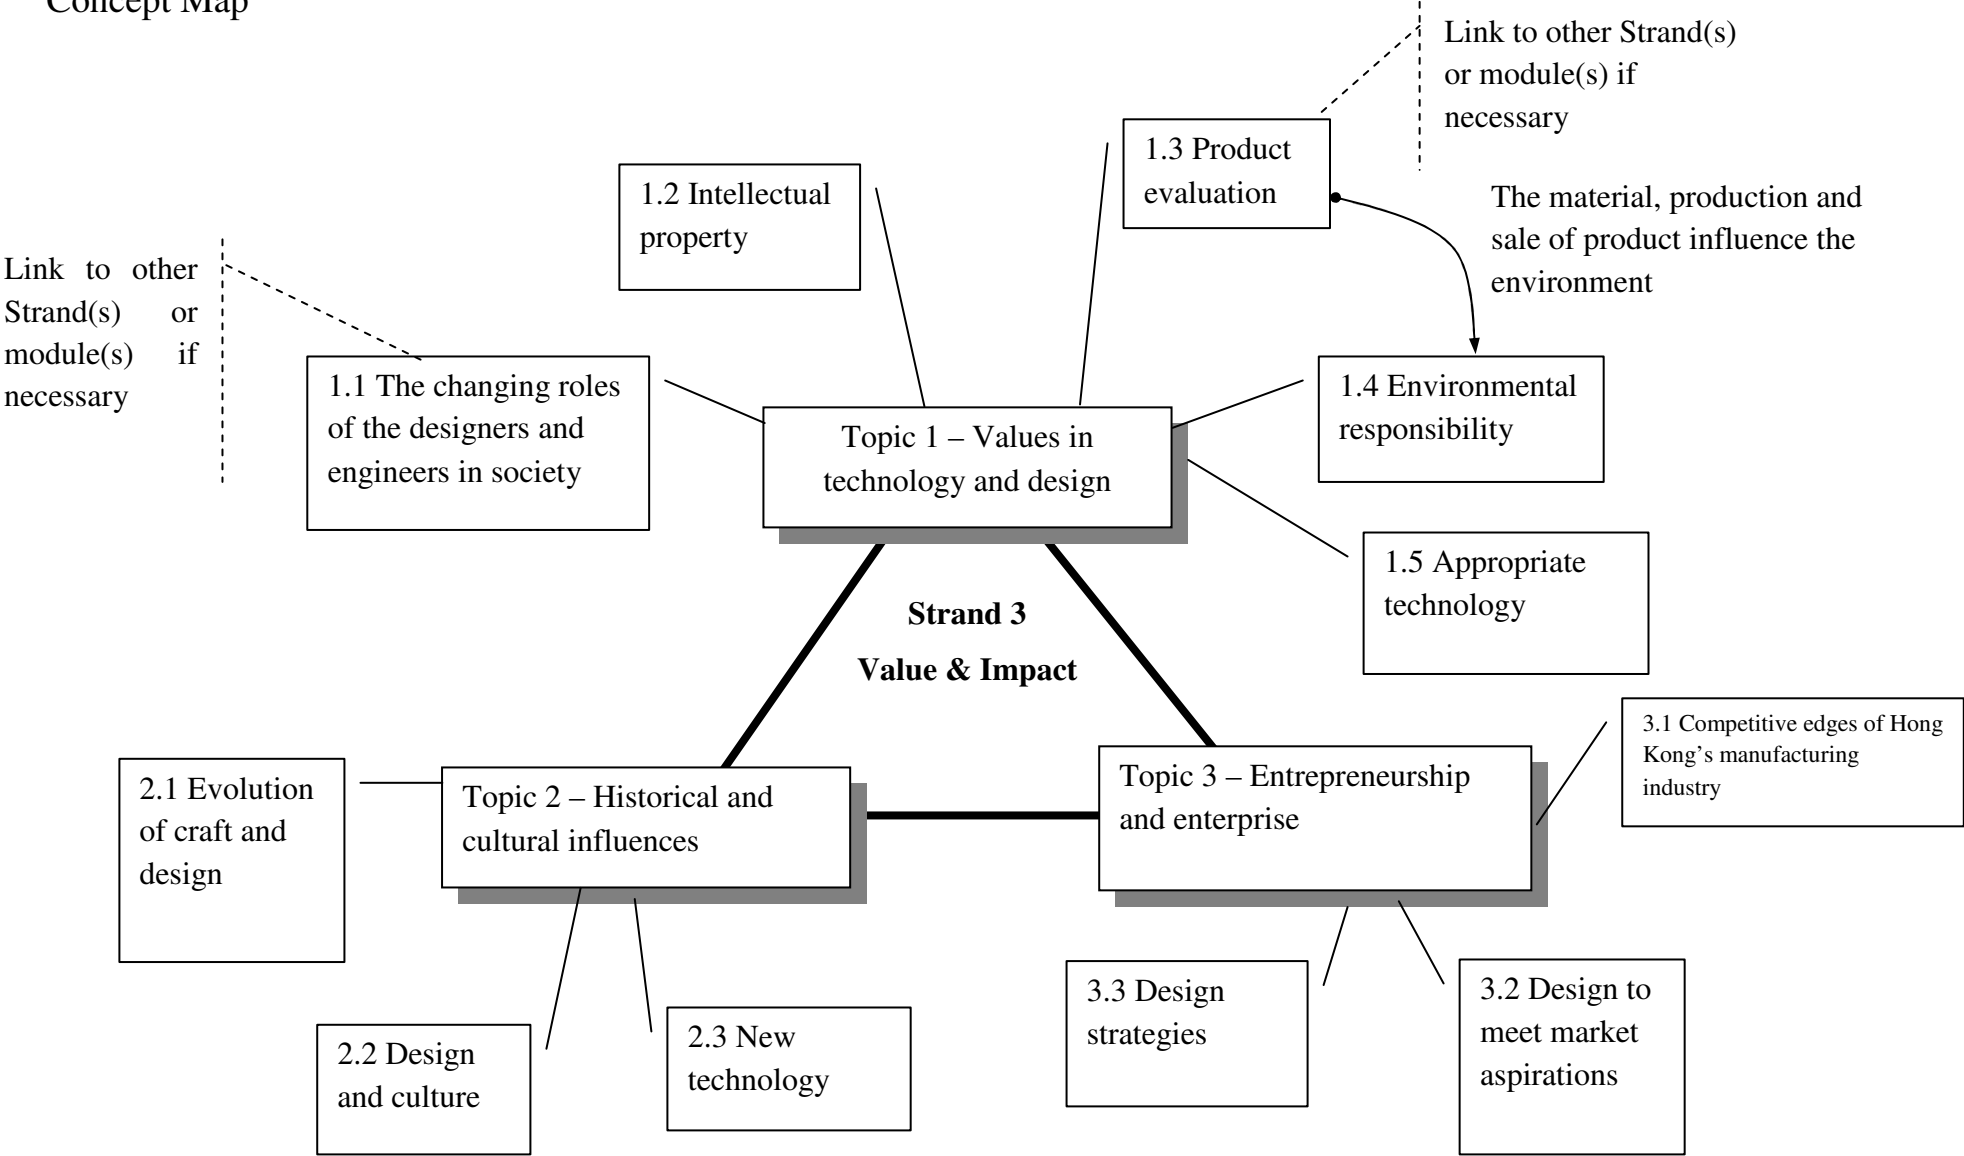 Concept Map
Link to other Strand(s)
or module(s) if
necessary
1.3 Product
evaluation
1.2 Intellectual
property
The material, production and
sale of product influence the
environment
Link to other
Strand(s) or
module(s) if
necessary
1.1 The changing roles
of the designers and
engineers in society
1.4 Environmental
responsibility
Topic 1 – Values in
technology and design
1.5 Appropriate
technology
Strand 3
Value & Impact
3.1 Competitive edges of Hong
Kong’s manufacturing
industry
2.1 Evolution
of craft and
design
Topic 2 – Historical and
cultural influences
Topic 3 – Entrepreneurship
and enterprise
3.3 Design
strategies
3.2 Design to
meet market
aspirations
2.2 Design
and culture
2.3 New
technology